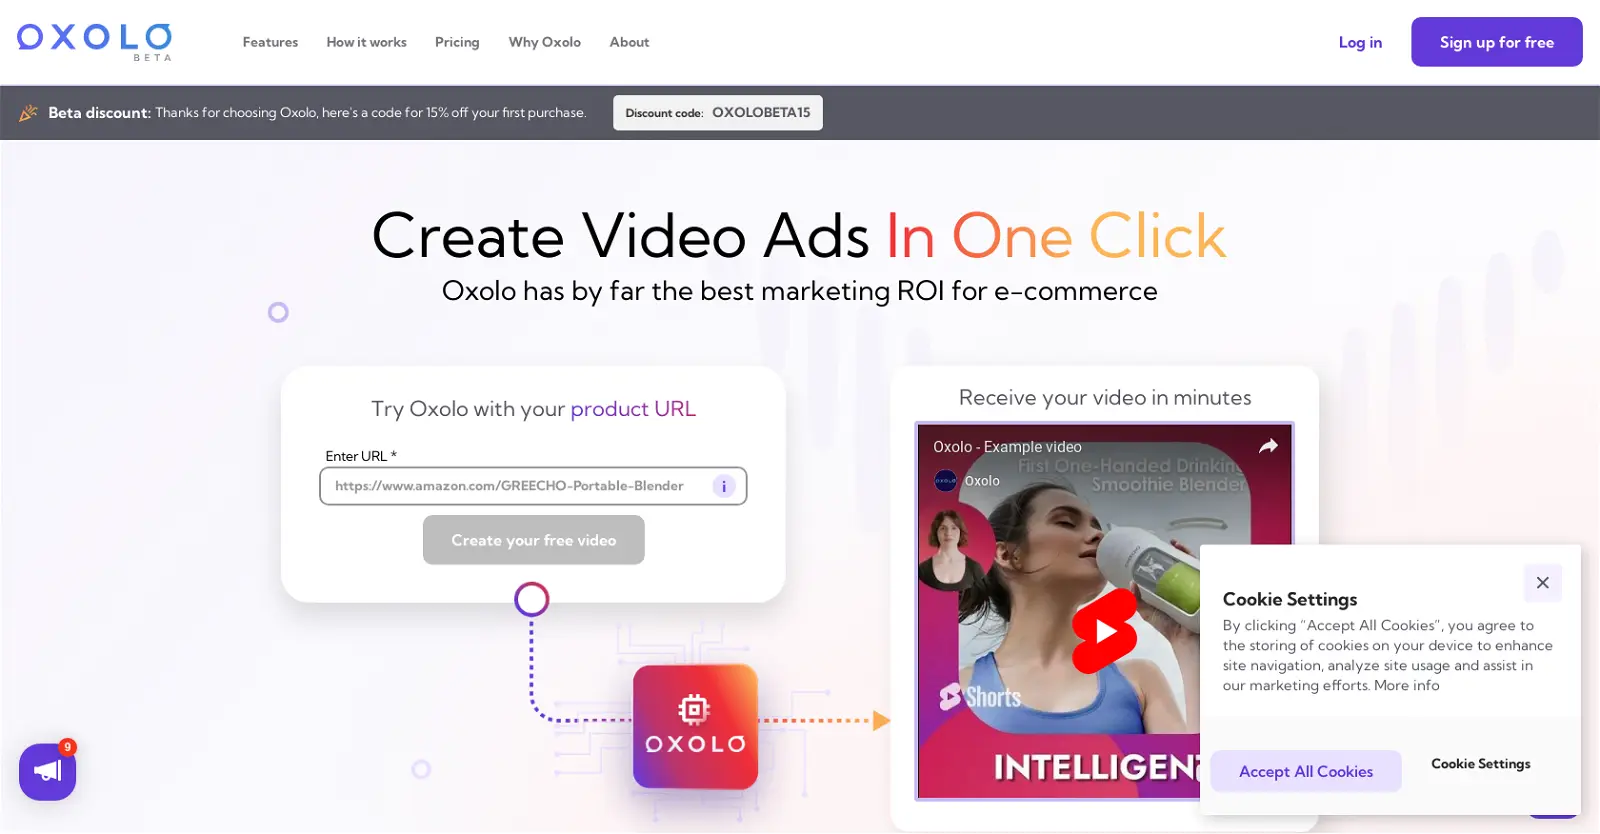 OXOLO
BETA
Features
How it works
Pricing
Why Oxolo
About
Log in
Sign up for free
Beta discount: Thanks for choosing Oxolo, here's a code for 15% off your first purchase.
Discount code: OXOLOBETA15
Create Video Ads In One Click
Oxolo has by far the best marketing ROI for e-commerce
Try Oxolo with your product URL
Enter URL *
https://www.amazon.com/GREECHO-Portable-Blender
i
Create your free video
OXOLO
Receive your video in minutes
Oxolo - Example video
First One-Handed Drinking
Smoothie Blender
OXOLO
Oxolo
Shorts
INTELLIGEN
Cookie Settings
By clicking “Accept All Cookies”, you agree to
the storing of cookies on your device to enhance
site navigation, analyze site usage and assist in
our marketing efforts. More info
Accept All Cookies
Cookie Settings
9